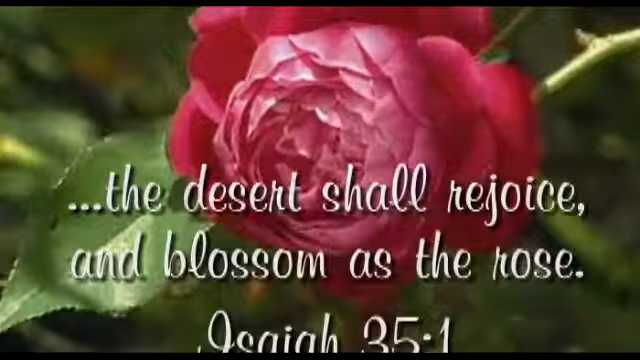 ...the desert shall rejoice,
and blossom as the rose.
Isaiah 35:1